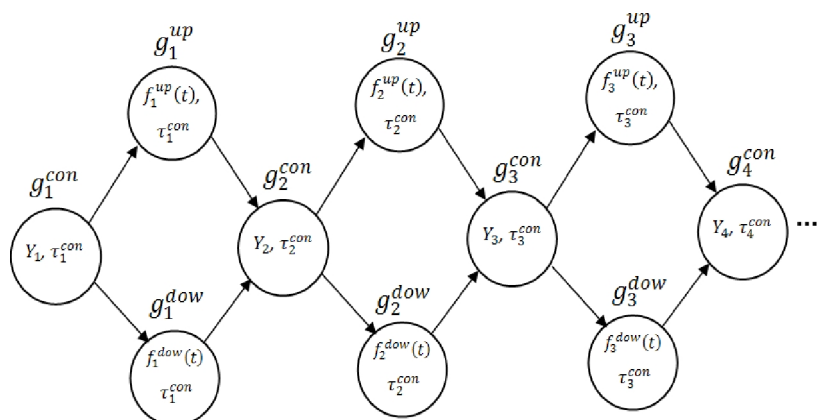 g_1^{up}
g_2^{up}
g_3^{up}
f_1^{up}(t),
τ_1^{con}
f_2^{up}(t),
τ_2^{con}
f_3^{up}(t),
τ_3^{con}
g_1^{con}
g_2^{con}
g_3^{con}
g_4^{con}
Y_1, τ_1^{con}
Y_2, τ_2^{con}
Y_3, τ_3^{con}
Y_4, τ_4^{con}
...
g_1^{dow}
g_2^{dow}
g_3^{dow}
f_1^{dow}(t)
τ_1^{con}
f_2^{dow}(t)
τ_2^{con}
f_3^{dow}(t)
τ_3^{con}